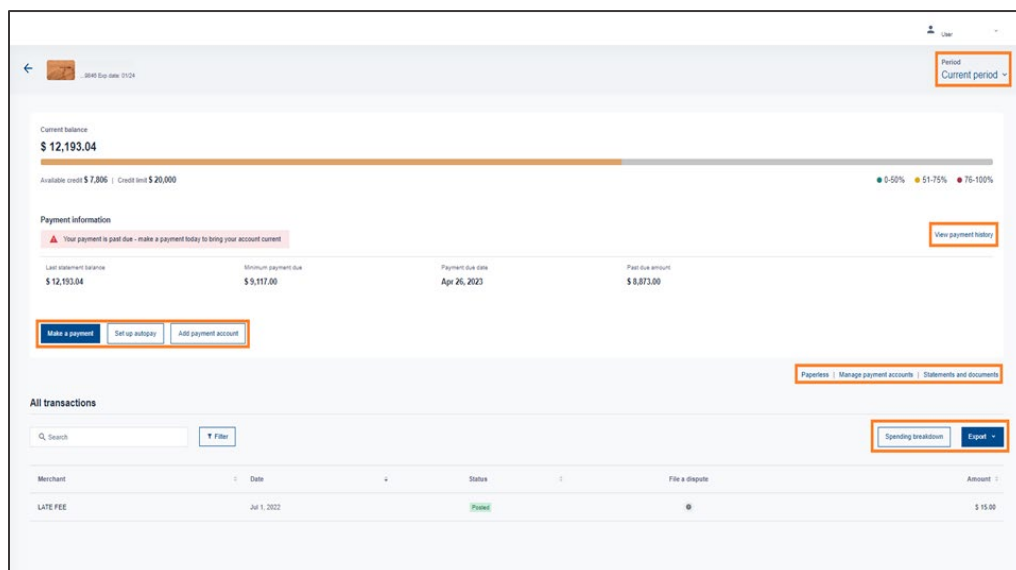 User
...8846 Exp date: 01/24
Period
Current period
Current balance
$ 12,193.04
Available credit $ 7,806 | Credit limit $ 20,000
0-50% 51-75% 76-100%
Payment information
Your payment is past due - make a payment today to bring your account current
View payment history
Last statement balance Minimum payment due Payment due date Past due amount
$ 12,193.04 $ 9,117.00 Apr 26, 2023 $ 8,873.00
Make a payment Set up autopay Add payment account
Paperless | Manage payment accounts | Statements and documents
All transactions
Search Filter Spending breakdown Export
Merchant Date Status File a dispute Amount
LATE FEE Jul 1, 2022 Posted $ 15.00